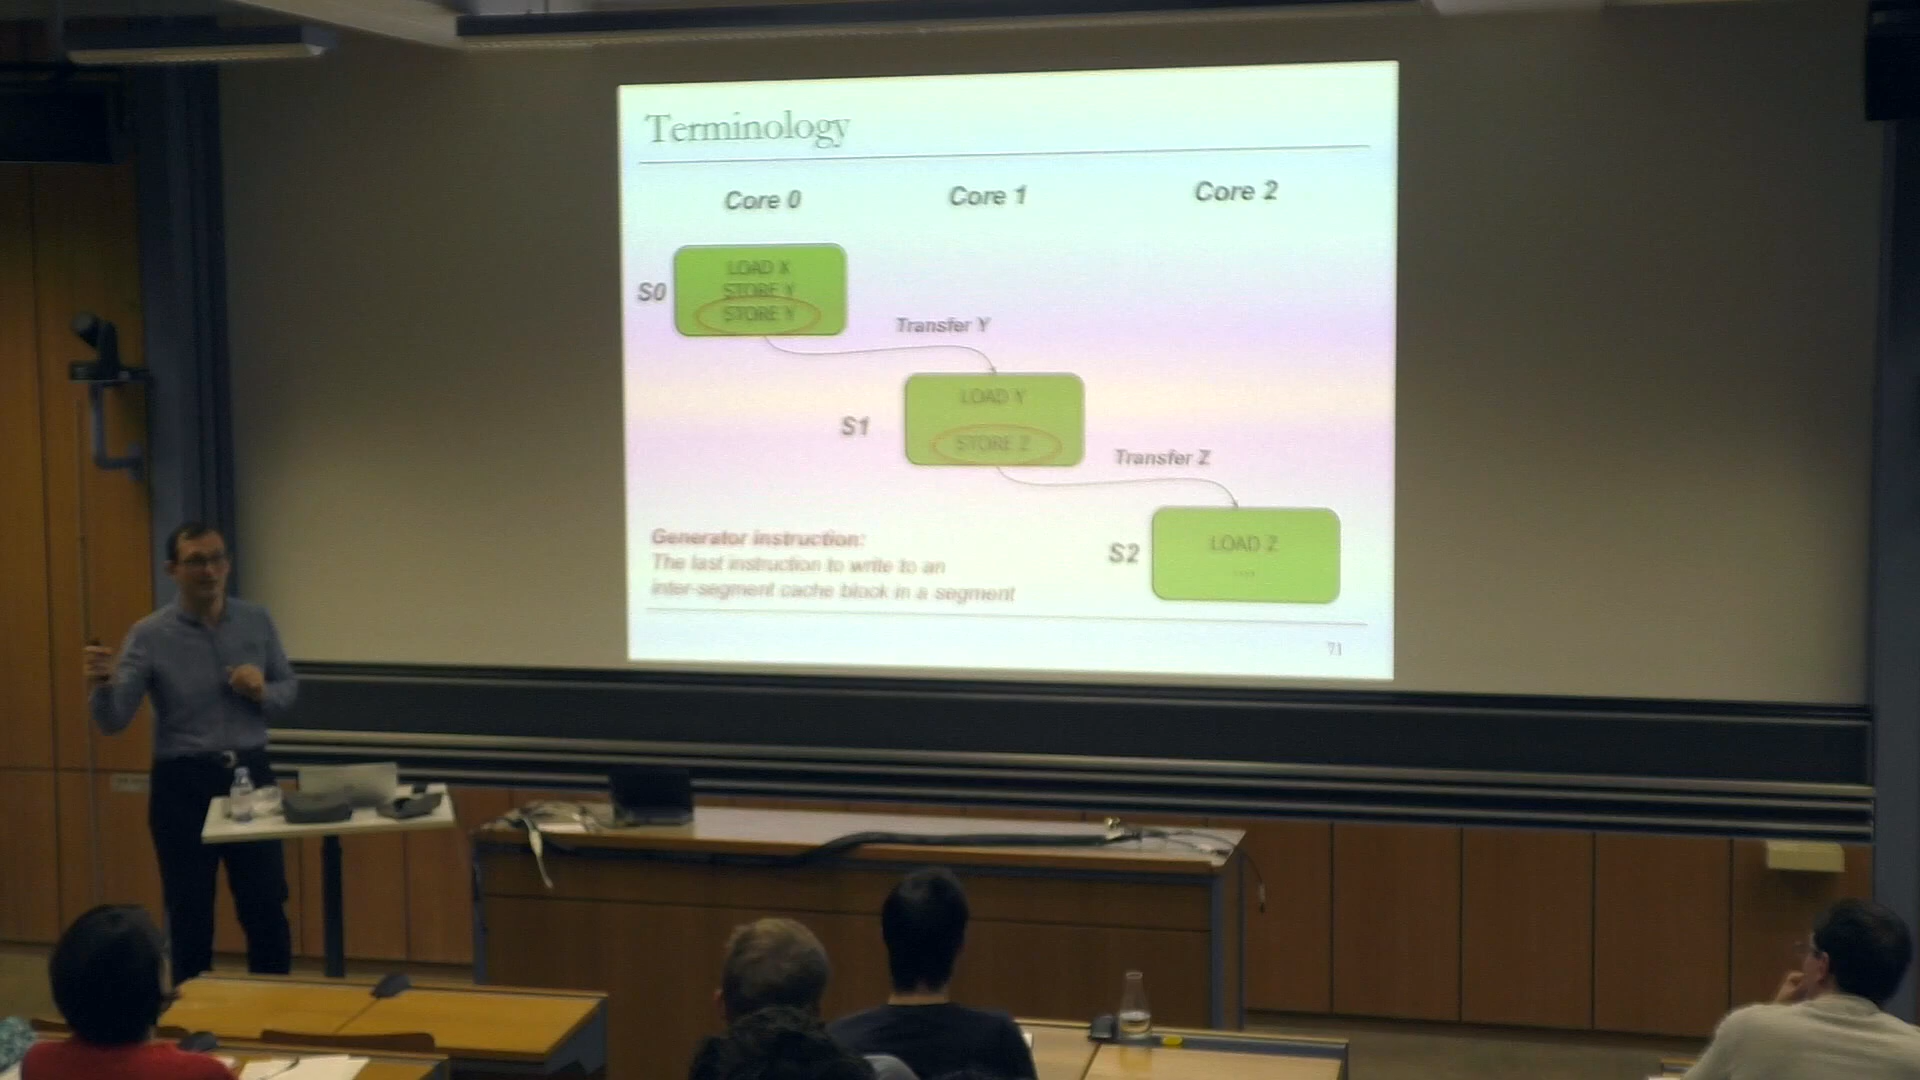 Terminology
Core 0
Core 1
Core 2
S0
LOAD X
STORE Y
STORE Y
Transfer Y
S1
LOAD Y
STORE Z
Transfer Z
S2
LOAD Z
....
Generator instruction:
The last instruction to write to an
inter-segment cache block in a segment
71